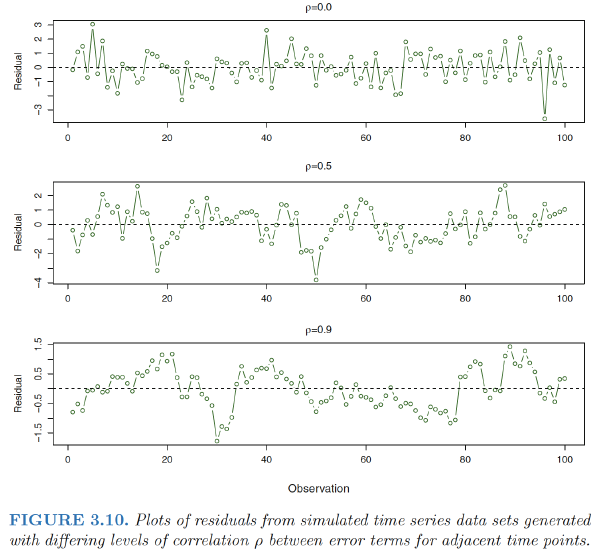 ρ=0.0
Residual
3
2
1
0
−1
−3
0 20 40 60 80 100
ρ=0.5
Residual
2
1
0
−2
−4
0 20 40 60 80 100
ρ=0.9
Residual
1.5
0.5
−0.5
−1.5
0 20 40 60 80 100
Observation
FIGURE 3.10. Plots of residuals from simulated time series data sets generated
with differing levels of correlation ρ between error terms for adjacent time points.